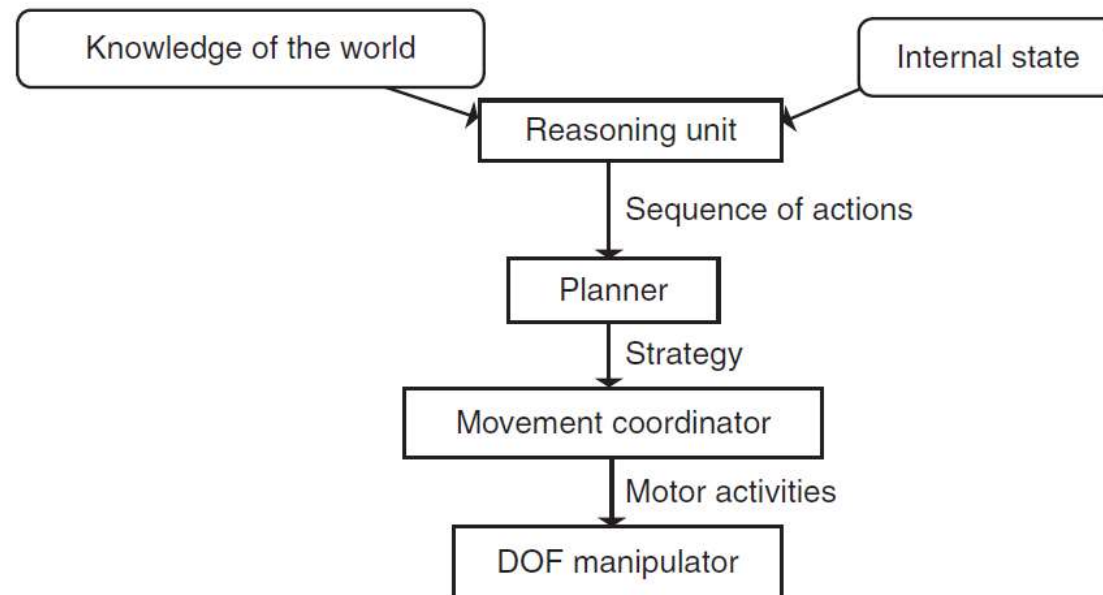 Knowledge of the world
Internal state
Reasoning unit
Sequence of actions
Planner
Strategy
Movement coordinator
Motor activities
DOF manipulator